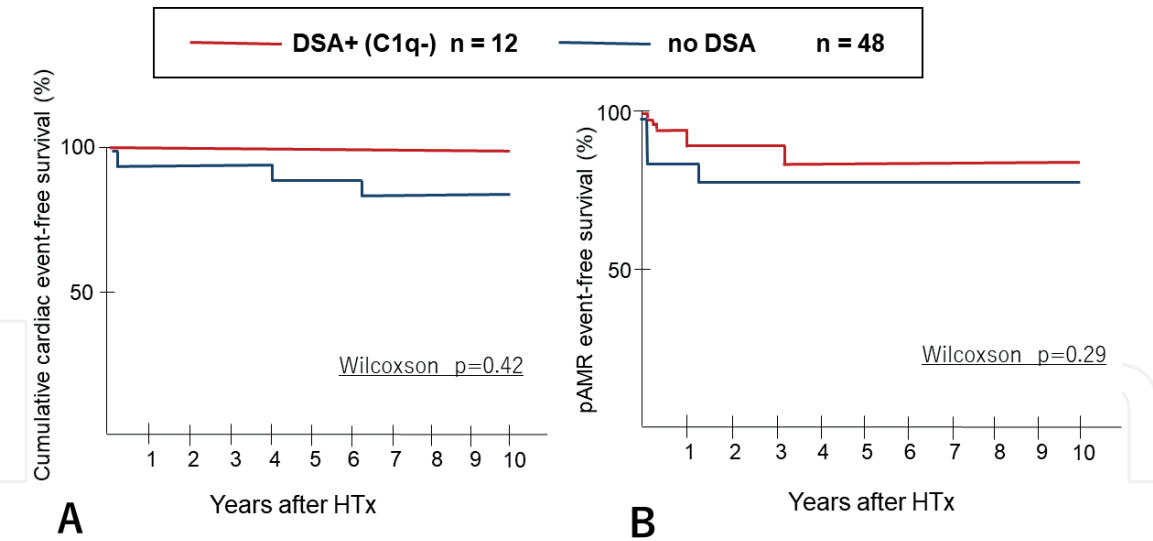 DSA+ (C1q-) n = 12 no DSA n = 48
Cumulative cardiac event-free survival (%)
100
50
Wilcoxson p=0.42
1 2 3 4 5 6 7 8 9 10
Years after HTx
A
pAMR event-free survival (%)
100
50
Wilcoxson p=0.29
1 2 3 4 5 6 7 8 9 10
Years after HTx
B